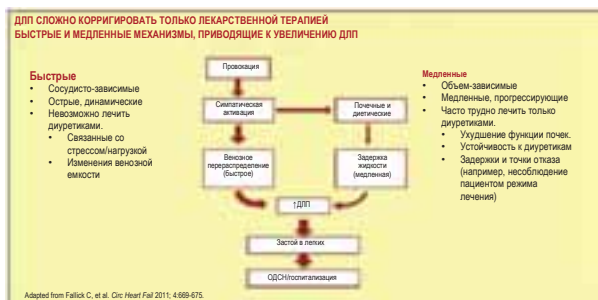 ДЛП СЛОЖНО КОРРИГИРОВАТЬ ТОЛЬКО ЛЕКАРСТВЕННОЙ ТЕРАПИЕЙ
БЫСТРЫЕ И МЕДЛЕННЫЕ МЕХАНИЗМЫ, ПРИВОДЯЩИЕ К УВЕЛИЧЕНИЮ ДЛП
Быстрые
• Сосудисто-зависимые
• Острые, динамические
• Невозможно лечить
диуретиками.
• Связанные со
стрессом/нагрузкой
• Изменения венозной
емкости
Провокация
Симпатическая
активация
Почечные и
диетические
Венозное
перераспределение
(быстрое)
Задержка
жидкости
(медленная)
↑ДЛП
Застой в легких
ОДСН/госпитализация
Медленные
• Объем-зависимые
• Медленные, прогрессирующие
• Часто трудно лечить только
диуретиками.
• Ухудшение функции почек.
• Устойчивость к диуретикам
• Задержки и точки отказа
(например, несоблюдение
пациентом режима
лечения)
Adapted from Fallick C, et al. Circ Heart Fail 2011; 4:669-675.